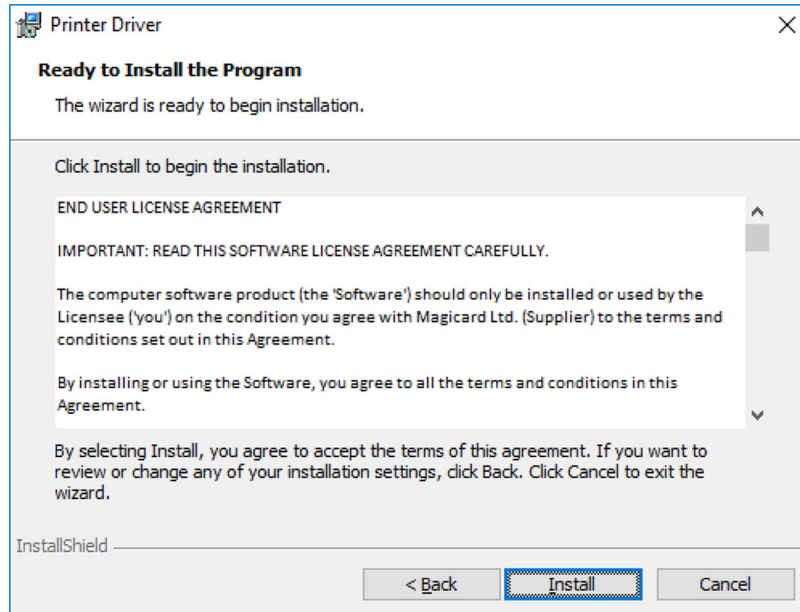 Printer Driver
Ready to Install the Program
The wizard is ready to begin installation.
Click Install to begin the installation.
END USER LICENSE AGREEMENT
IMPORTANT: READ THIS SOFTWARE LICENSE AGREEMENT CAREFULLY.
The computer software product (the 'Software') should only be installed or used by the
Licensee ('you') on the condition you agree with Magicard Ltd. (Supplier) to the terms and
conditions set out in this Agreement.
By installing or using the Software, you agree to all the terms and conditions in this
Agreement.
By selecting Install, you agree to accept the terms of this agreement. If you want to
review or change any of your installation settings, click Back. Click Cancel to exit the
wizard.
InstallShield
< Back Install Cancel